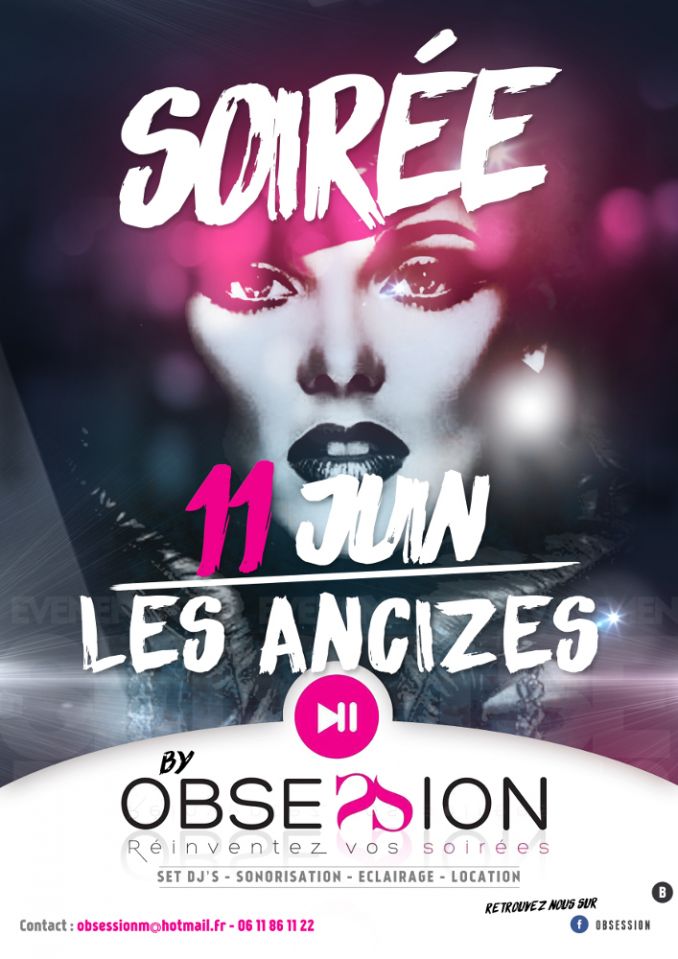 SOIRÉE
11 JUIN
LES ANCIZES
BY
OBSESSION
Réinventez vos soirées
SET DJ'S - SONORISATION - ECLAIRAGE - LOCATION
RETROUVEZ NOUS SUR
B
Contact : obsessionm@hotmail.fr - 06 11 86 11 22
f OBSESSION